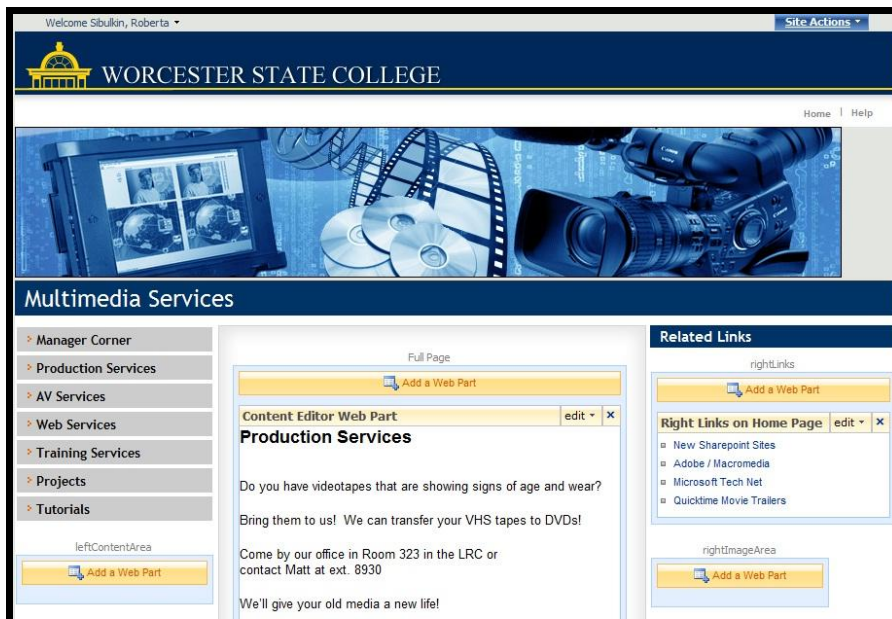 Welcome Sibulkin, Roberta
Site Actions
WORCESTER STATE COLLEGE
Home | Help
Canon
Multimedia Services
Manager Corner
Production Services
AV Services
Web Services
Training Services
Projects
Tutorials
leftContentArea
Add a Web Part
Full Page
Add a Web Part
Content Editor Web Part
edit
Production Services
Do you have videotapes that are showing signs of age and wear?
Bring them to us! We can transfer your VHS tapes to DVDs!
Come by our office in Room 323 in the LRC or
contact Matt at ext. 8930
We'll give your old media a new life!
Related Links
rightLinks
Add a Web Part
Right Links on Home Page
edit
New Sharepoint Sites
Adobe / Macromedia
Microsoft Tech Net
Quicktime Movie Trailers
rightImageArea
Add a Web Part